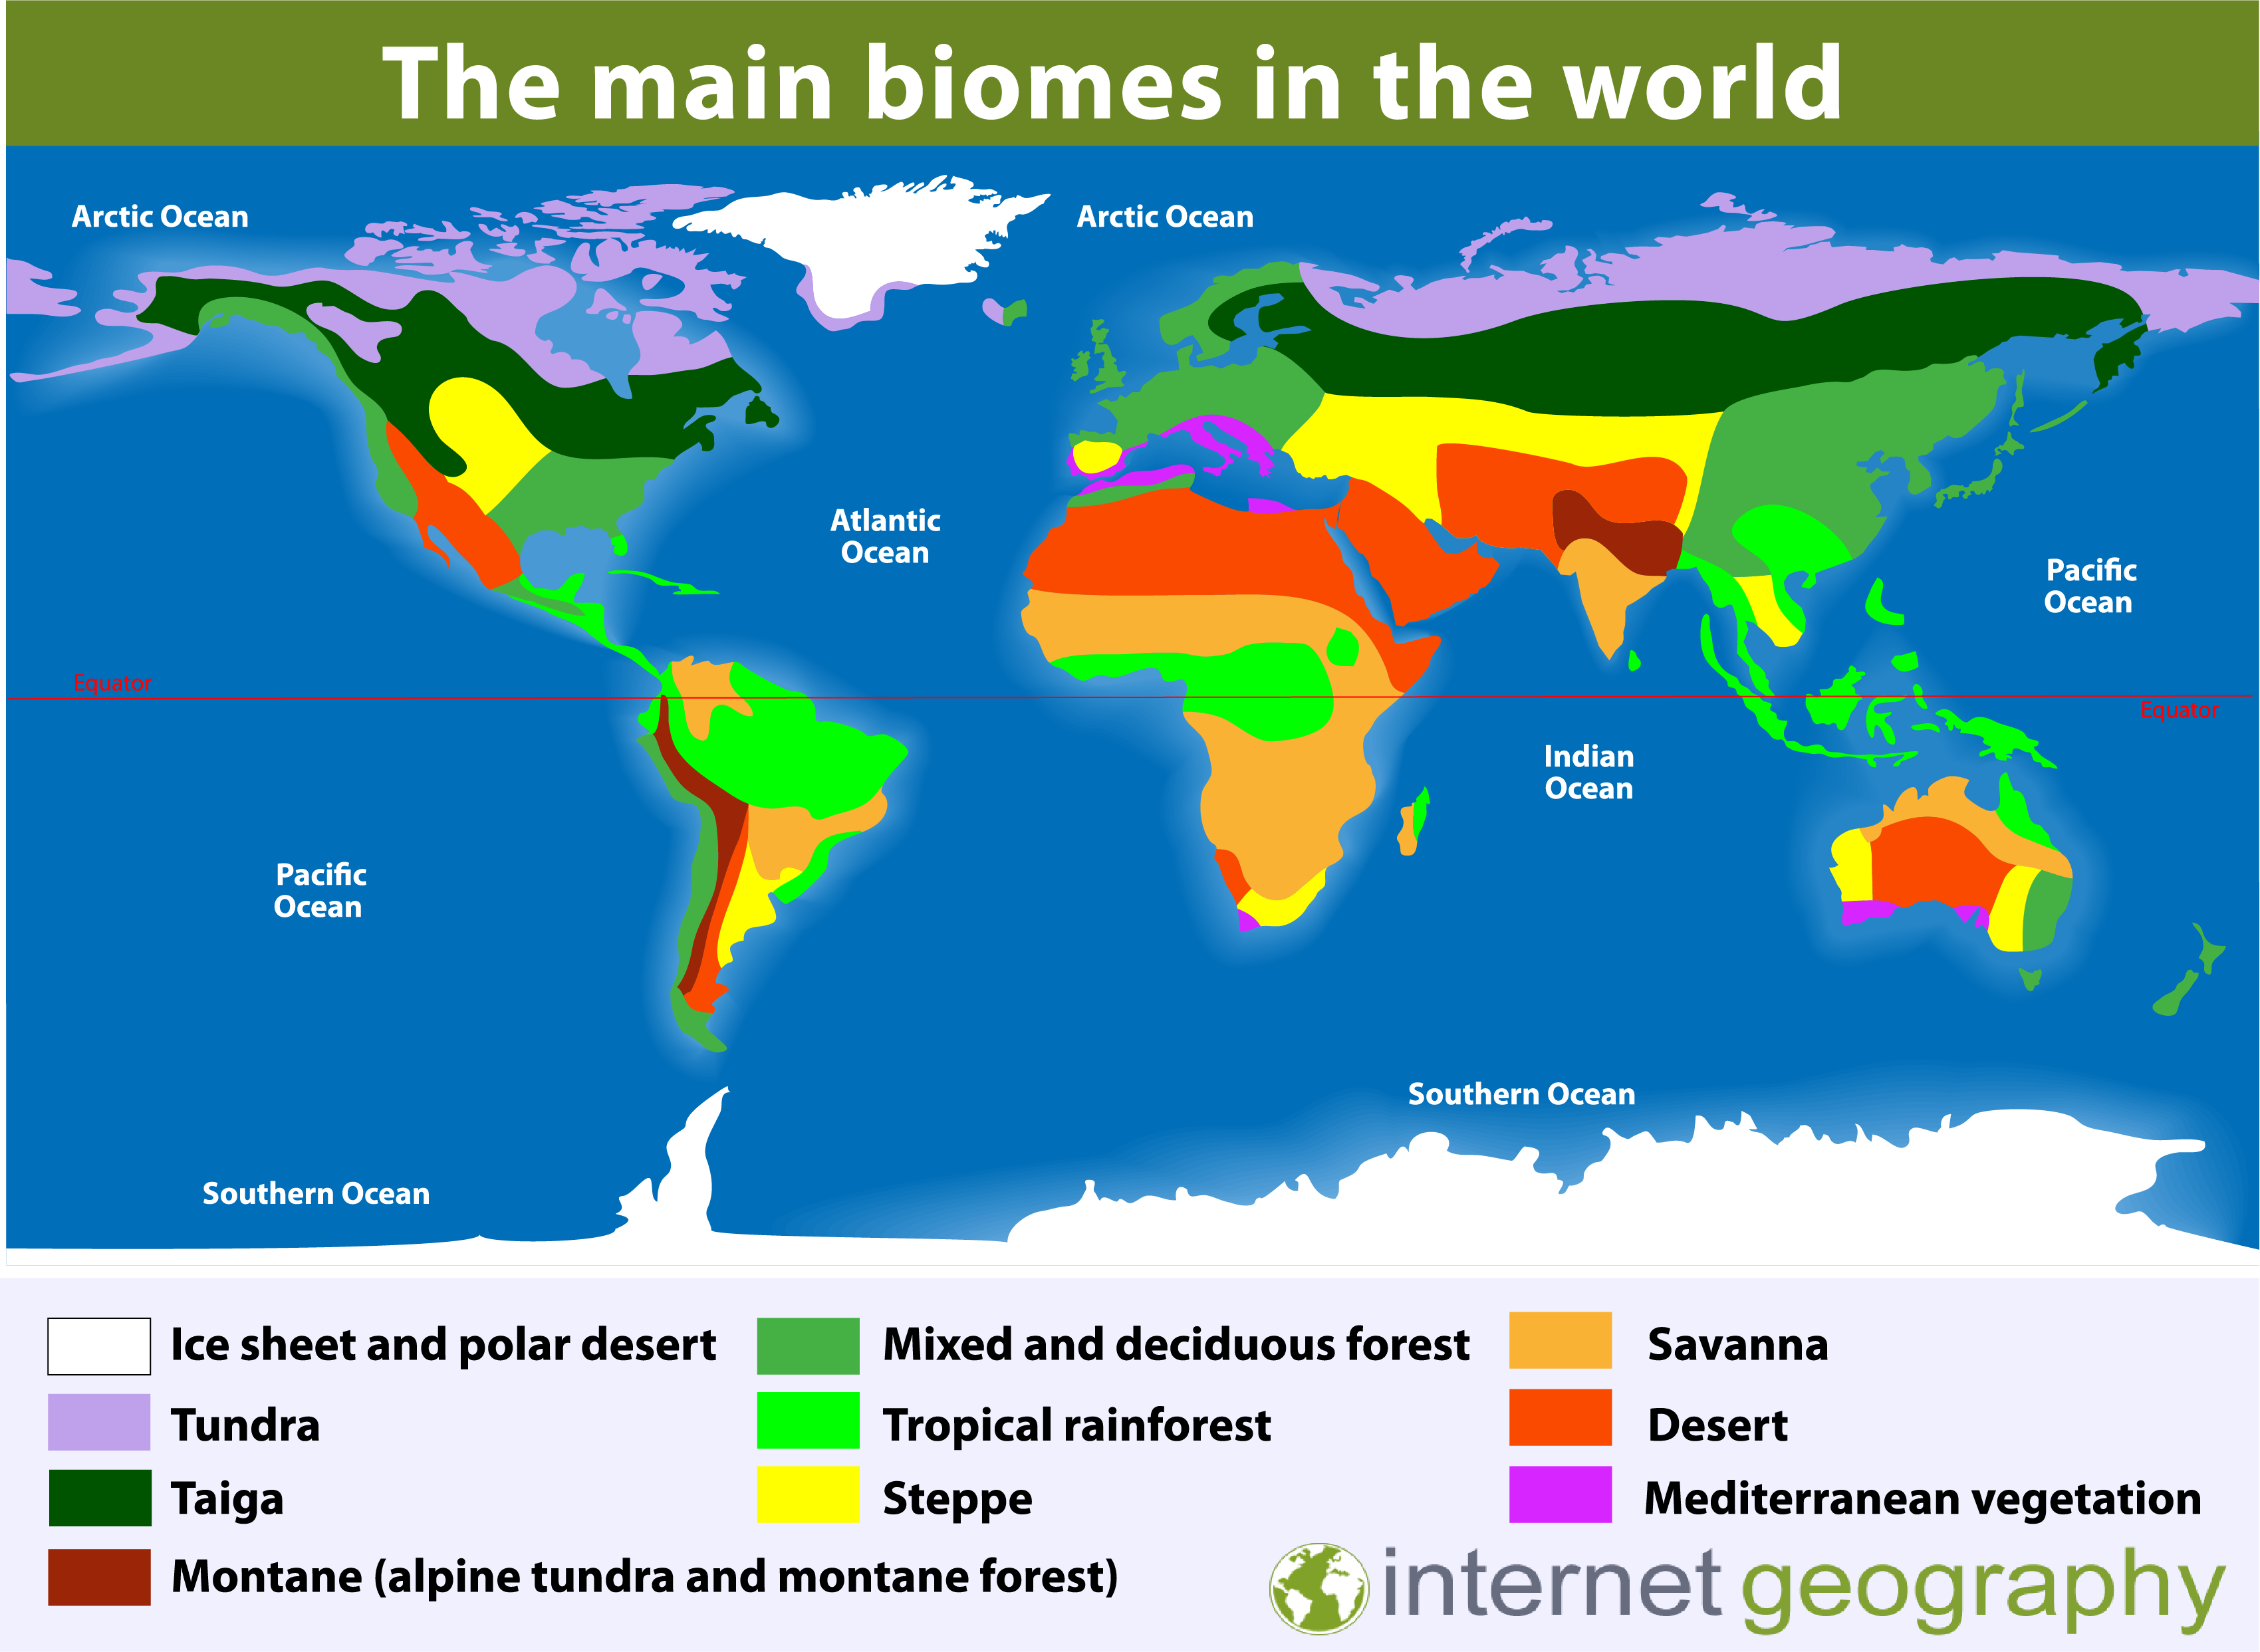 The main biomes in the world
Arctic Ocean
Arctic Ocean
Atlantic
Ocean
Pacific
Ocean
Equator
Equator
Indian
Ocean
Pacific
Ocean
Southern Ocean
Southern Ocean
Ice sheet and polar desert
Mixed and deciduous forest
Savanna
Tundra
Tropical rainforest
Desert
Taiga
Steppe
Mediterranean vegetation
Montane (alpine tundra and montane forest)
internet geography